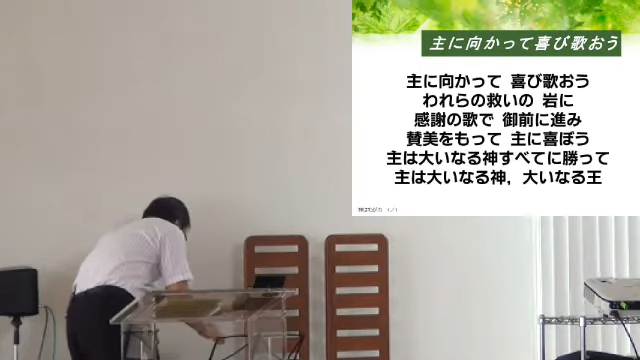 主に向かって喜び歌おう
主に向かって 喜び歌おう
われらの救いの 岩に
感謝の歌で 御前に進み
賛美をもって 主に喜ぼう
主は大いなる神すべてに勝って
主は大いなる神，大いなる王